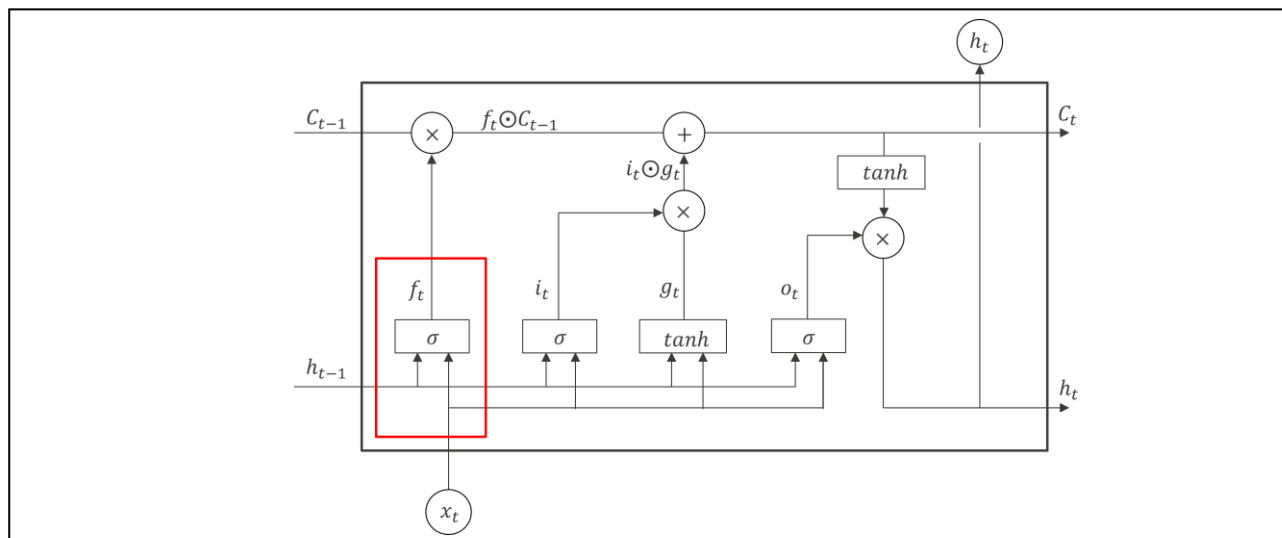 h_t
C_{t−1}
×
f_t⊙C_{t−1}
+
C_t
i_t⊙g_t
tanh
×
×
f_t
i_t
g_t
o_t
σ
σ
tanh
σ
h_{t−1}
h_t
x_t